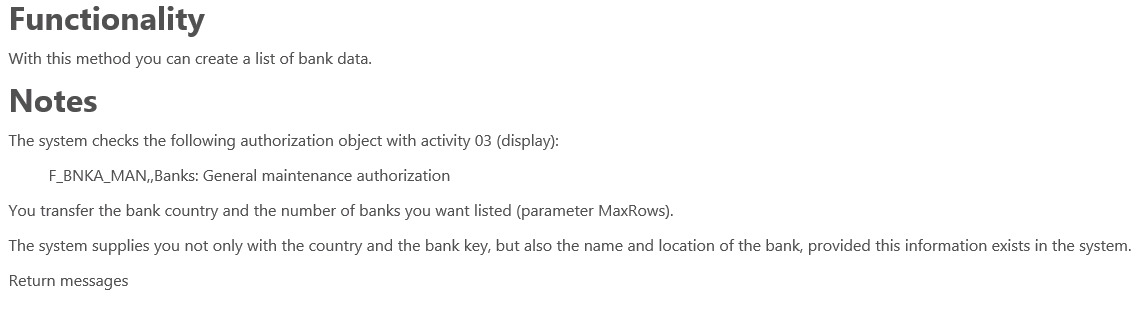 Functionality
With this method you can create a list of bank data.
Notes
The system checks the following authorization object with activity 03 (display):
F_BNKA_MAN,,Banks: General maintenance authorization
You transfer the bank country and the number of banks you want listed (parameter MaxRows).
The system supplies you not only with the country and the bank key, but also the name and location of the bank, provided this information exists in the system.
Return messages